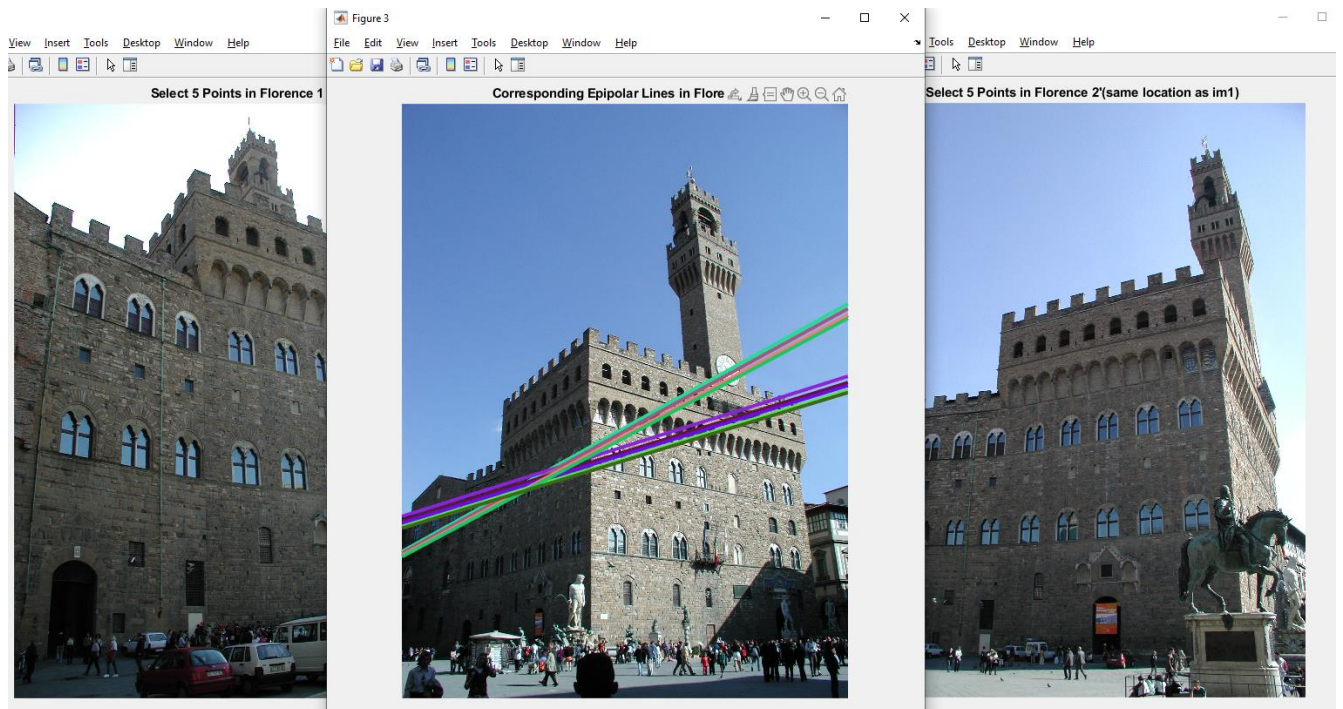 Figure 3
View Insert Tools Desktop Window Help
File Edit View Insert Tools Desktop Window Help
Tools Desktop Window Help
Select 5 Points in Florence 1
Corresponding Epipolar Lines in Flore
Select 5 Points in Florence 2'(same location as im1)